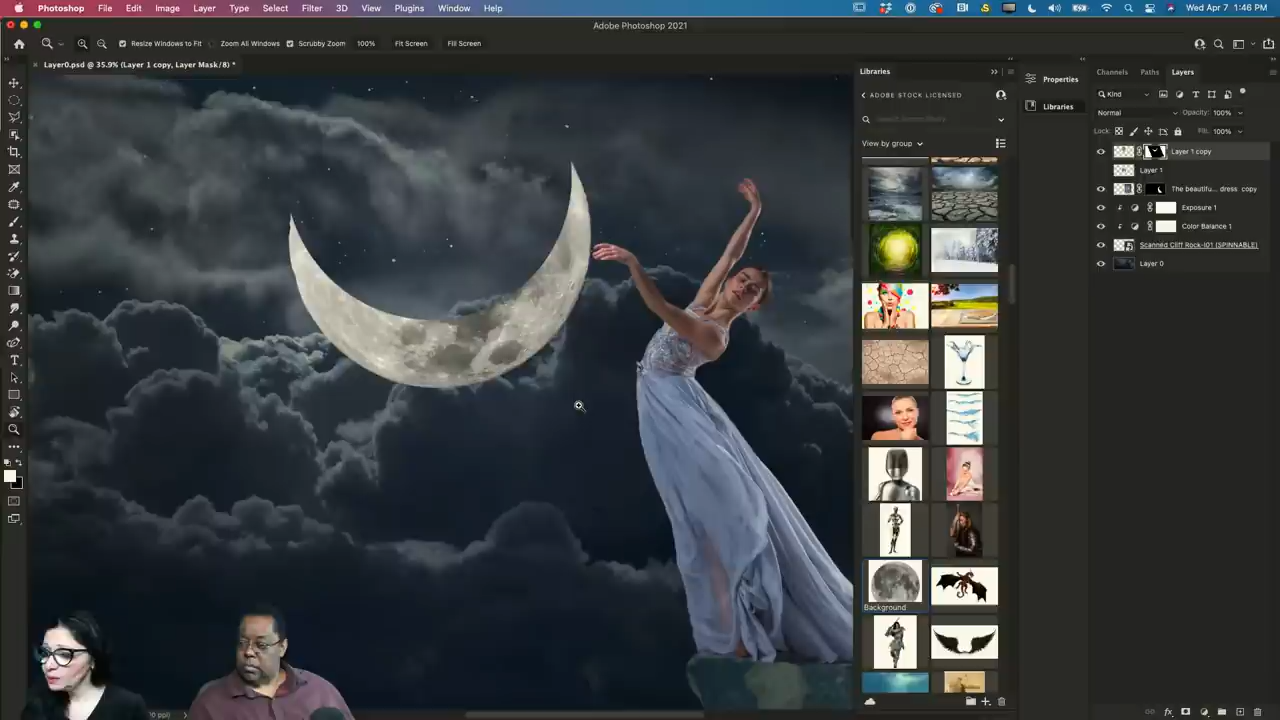 Photoshop File Edit Image Layer Type Select Filter 3D View Plugins Window Help Wed Apr 7 1:46 PM
Adobe Photoshop 2021
Resize Windows to Fit Zoom All Windows Scrubby Zoom 100% Fit Screen Fill Screen
Layer0.psd @ 35.9% (Layer 1 copy, Layer Mask/8) *
Libraries
ADOBE STOCK LICENSED
View by group
Background
Properties
Libraries
Channels Paths Layers
Kind
Normal Opacity: 100%
Lock: Fill: 100%
Layer 1 copy
Layer 1
The beautifu... dress copy
Exposure 1
Color Balance 1
Scanned Cliff Rock-I01 (SPINNABLE)
Layer 0